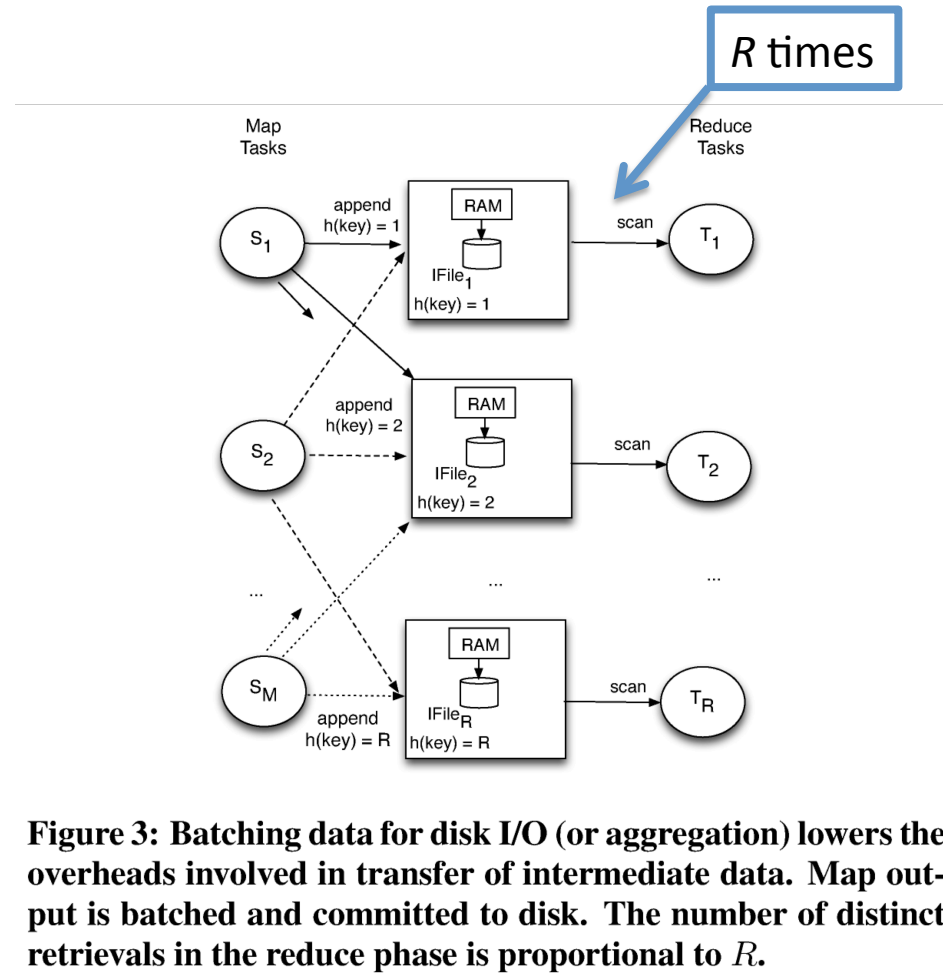 R times
Map
Tasks
Reduce
Tasks
S1
append
h(key) = 1
RAM
IFile1
h(key) = 1
scan
T1
S2
append
h(key) = 2
RAM
IFile2
h(key) = 2
scan
T2
...
...
...
SM
append
h(key) = R
RAM
IFileR
h(key) = R
scan
TR
Figure 3: Batching data for disk I/O (or aggregation) lowers the
overheads involved in transfer of intermediate data. Map out-
put is batched and committed to disk. The number of distinct
retrievals in the reduce phase is proportional to R.